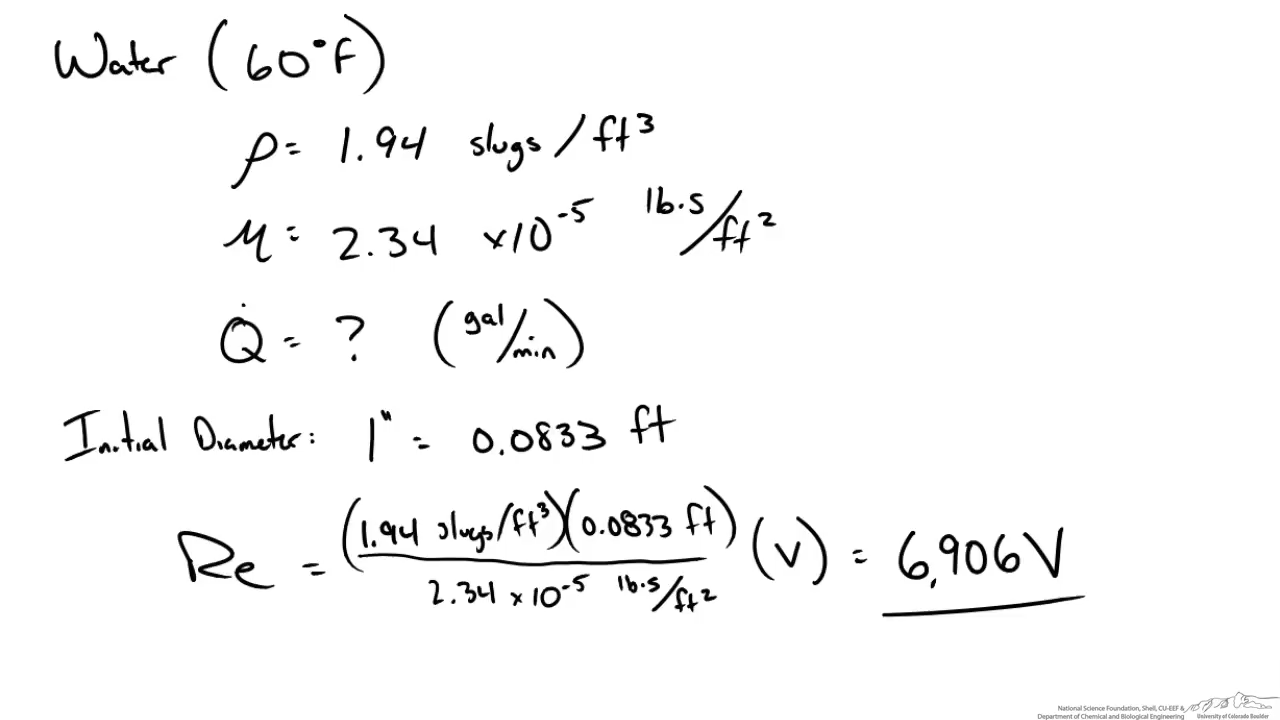 Water (60°F)
ρ = 1.94 slugs/ft³
μ = 2.34 ×10⁻⁵ lb·s/ft²
Q̇ = ? (gal/min)
Initial Diameter: 1" = 0.0833 ft
Re = (1.94 slugs/ft³)(0.0833 ft) / 2.34 × 10⁻⁵ lb·s/ft² (V) = 6,906 V
National Science Foundation, Shell, CU-EEF &
Department of Chemical and Biological Engineering University of Colorado Boulder